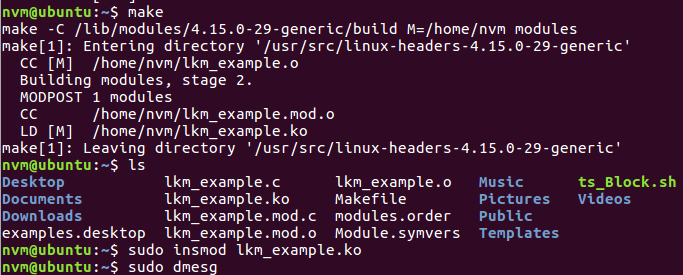 nvm@ubuntu:~$ make
make -C /lib/modules/4.15.0-29-generic/build M=/home/nvm modules
make[1]: Entering directory '/usr/src/linux-headers-4.15.0-29-generic'
  CC [M]  /home/nvm/lkm_example.o
  Building modules, stage 2.
  MODPOST 1 modules
  CC      /home/nvm/lkm_example.mod.o
  LD [M]  /home/nvm/lkm_example.ko
make[1]: Leaving directory '/usr/src/linux-headers-4.15.0-29-generic'
nvm@ubuntu:~$ ls
Desktop           lkm_example.c      lkm_example.o   Music      ts_Block.sh
Documents         lkm_example.ko     Makefile        Pictures   Videos
Downloads         lkm_example.mod.c  modules.order   Public
examples.desktop  lkm_example.mod.o  Module.symvers  Templates
nvm@ubuntu:~$ sudo insmod lkm_example.ko
nvm@ubuntu:~$ sudo dmesg